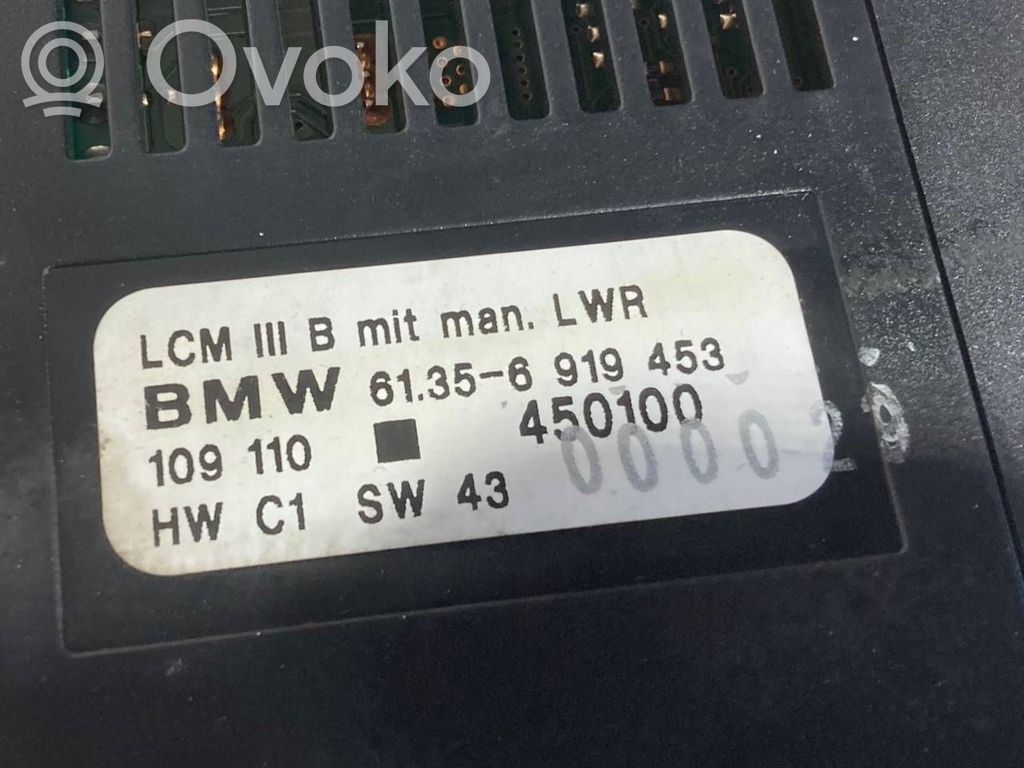 Ovoko
LCM III B mit man. LWR
BMW 61.35-6 919 453
109 110 450100
HW C1 SW 43
0000